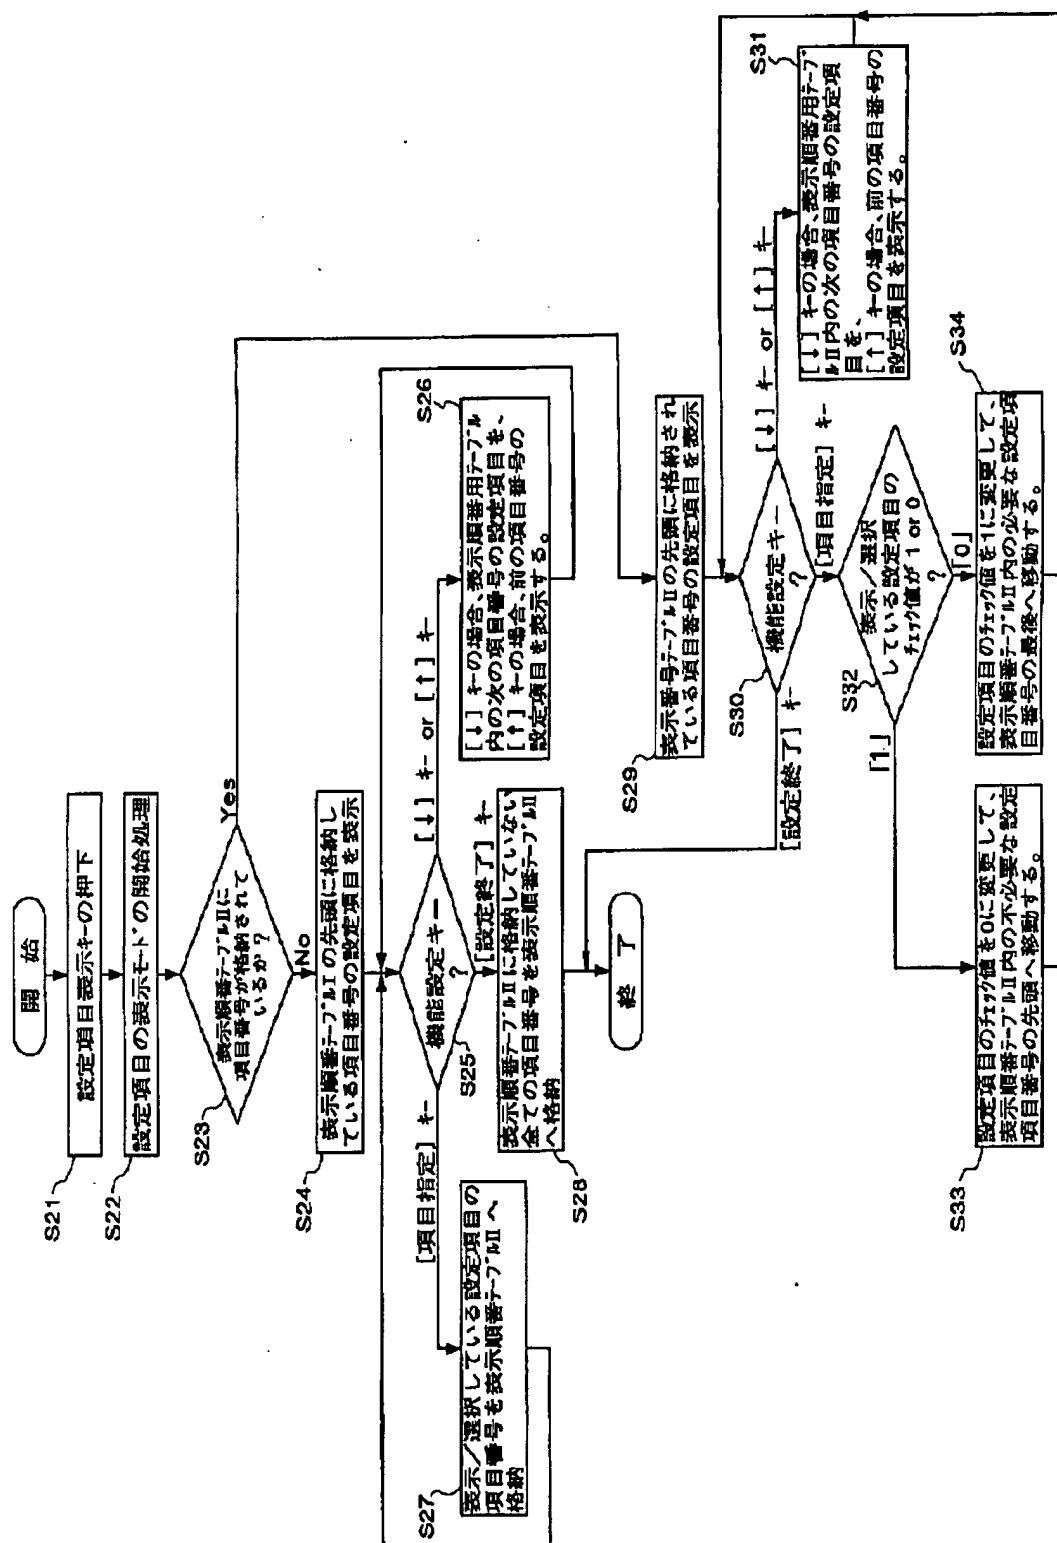 開 始
S21
設定項目表示キーの押下
S22
設定項目の表示モードの開始処理
S23
表示順番テーブルⅡに
項目番号が格納されて
いるか?
Yes
No
S24
表示順番テーブルⅠの先頭に格納し
ている項目番号の設定項目を表示
機能設定キー
?
S25
[項目指定] キー
[設定終了] キー
[↓] キー or [↑] キー
S26
[↓] キーの場合、表示順番用テーブル
内の次の項目番号の設定項目を、
[↑] キーの場合、前の項目番号の
設定項目を表示する。
S27
表示/選択している設定項目の
項目番号を表示順番テーブルⅡへ
格納
S28
表示順番テーブルⅡに格納していない
全ての項目番号を表示順番テーブルⅡ
へ格納
終 了
S29
表示番号テーブルⅡの先頭に格納され
ている項目番号の設定項目を表示
S30
機能設定キー
?
[設定終了] キー
[項目指定] キー
[↓] キー or [↑] キー
S31
[↓] キーの場合、表示順番用テーブ
ルⅡ内の次の項目番号の設定項
目を、
[↑] キーの場合、前の項目番号の
設定項目を表示する。
S32
表示/選択
している設定項目の
チェック値が 1 or 0
?
「1」
「0」
S33
設定項目のチェック値を0に変更して、
表示順番テーブルⅡ内の不必要な設定
項目番号の先頭へ移動する。
S34
設定項目のチェック値を1に変更して、
表示順番テーブルⅡ内の必要な設定項
目番号の最後へ移動する。